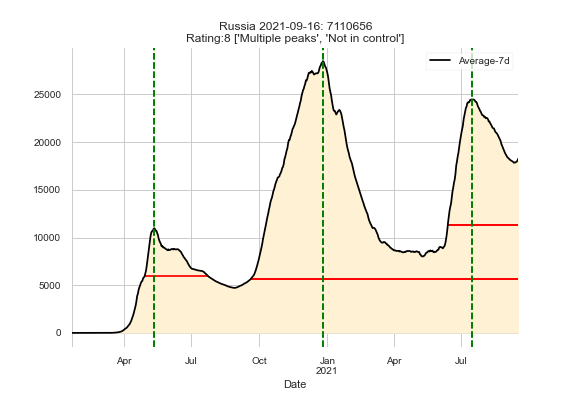 Russia 2021-09-16: 7110656
Rating:8 ['Multiple peaks', 'Not in control']
Average-7d
25000
20000
15000
10000
5000
0
Apr
Jul
Oct
Jan
2021
Apr
Jul
Date